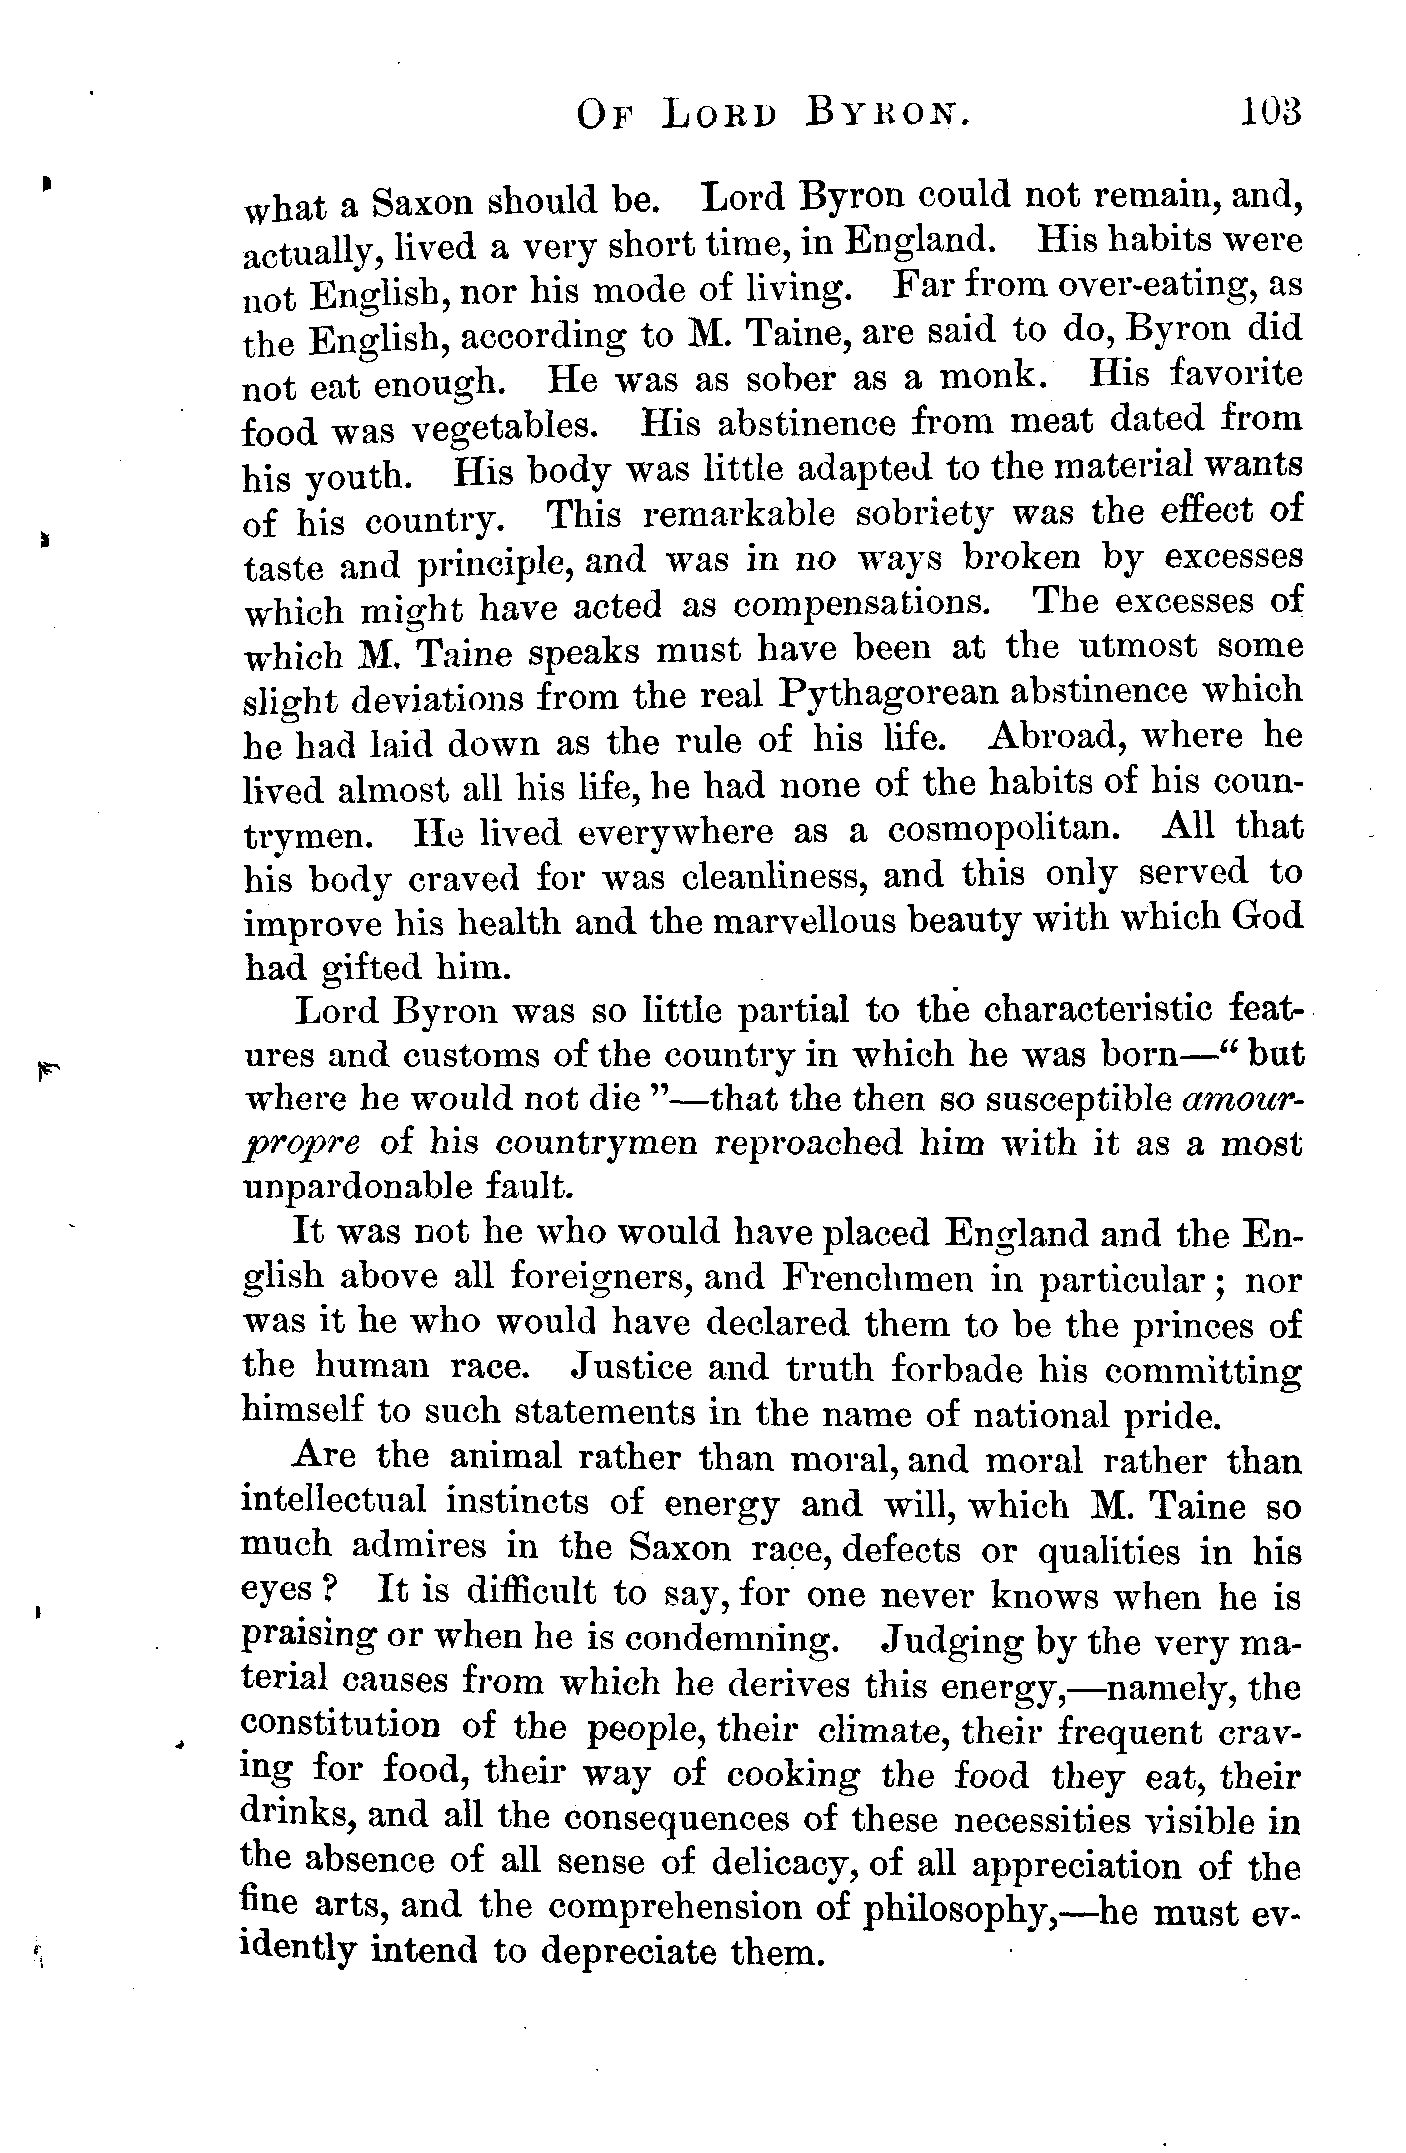 OF LORD BYRON. 103
what a Saxon should be. Lord Byron could not remain, and,
actually, lived a very short time, in England. His habits were
not English, nor his mode of living. Far from over-eating, as
the English, according to M. Taine, are said to do, Byron did
not eat enough. He was as sober as a monk. His favorite
food was vegetables. His abstinence from meat dated from
his youth. His body was little adapted to the material wants
of his country. This remarkable sobriety was the effect of
taste and principle, and was in no ways broken by excesses
which might have acted as compensations. The excesses of
which M. Taine speaks must have been at the utmost some
slight deviations from the real Pythagorean abstinence which
he had laid down as the rule of his life. Abroad, where he
lived almost all his life, he had none of the habits of his coun-
trymen. He lived everywhere as a cosmopolitan. All that
his body craved for was cleanliness, and this only served to
improve his health and the marvellous beauty with which God
had gifted him.
Lord Byron was so little partial to the characteristic feat-
ures and customs of the country in which he was born—“ but
where he would not die ”—that the then so susceptible amour-
propre of his countrymen reproached him with it as a most
unpardonable fault.
It was not he who would have placed England and the En-
glish above all foreigners, and Frenchmen in particular ; nor
was it he who would have declared them to be the princes of
the human race. Justice and truth forbade his committing
himself to such statements in the name of national pride.
Are the animal rather than moral, and moral rather than
intellectual instincts of energy and will, which M. Taine so
much admires in the Saxon race, defects or qualities in his
eyes ? It is difficult to say, for one never knows when he is
praising or when he is condemning. Judging by the very ma-
terial causes from which he derives this energy,—namely, the
constitution of the people, their climate, their frequent crav-
ing for food, their way of cooking the food they eat, their
drinks, and all the consequences of these necessities visible in
the absence of all sense of delicacy, of all appreciation of the
fine arts, and the comprehension of philosophy,—he must ev-
idently intend to depreciate them.